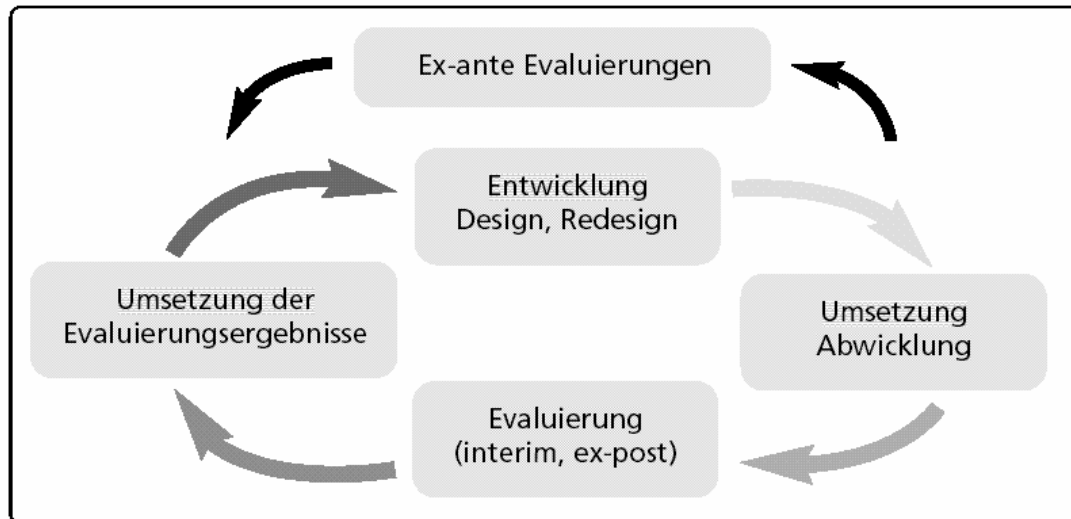 Ex-ante Evaluierungen
Entwicklung
Design, Redesign
Umsetzung der
Evaluierungsergebnisse
Umsetzung
Abwicklung
Evaluierung
(interim, ex-post)